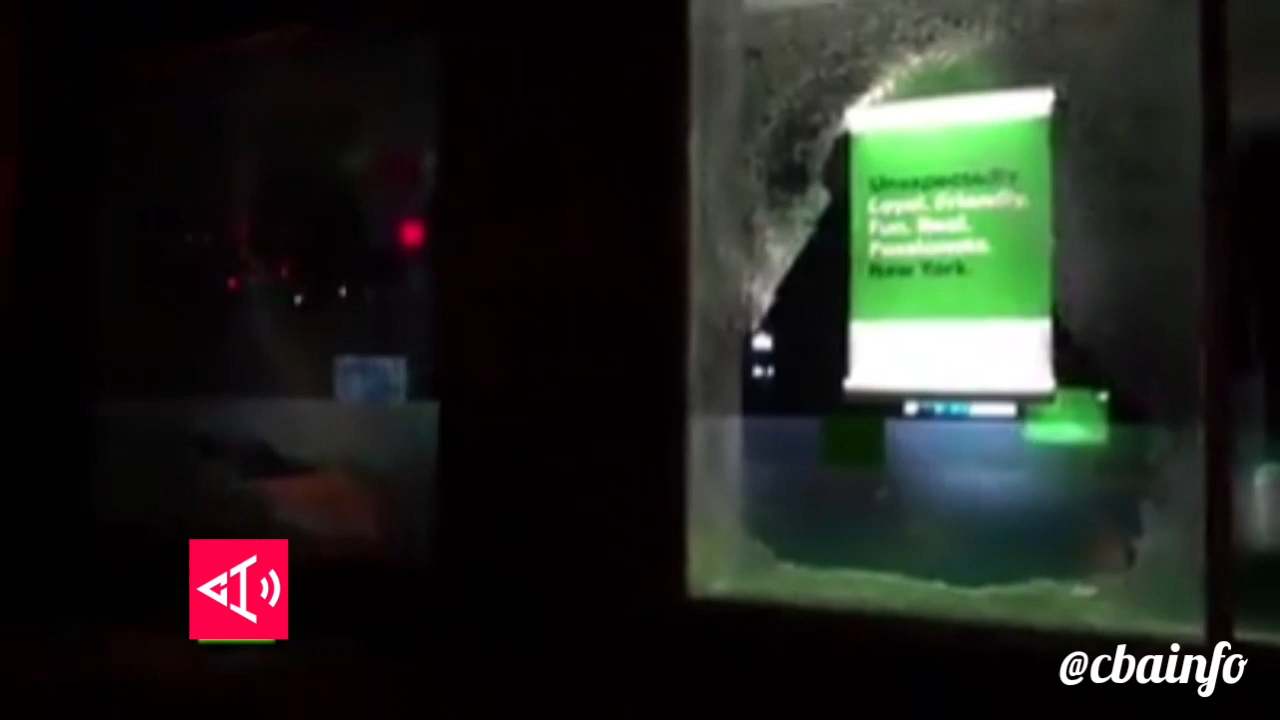 Unexpectedly
Loyal. Friendly.
Fun. Real.
Passionate.
New York.
@cbainfo